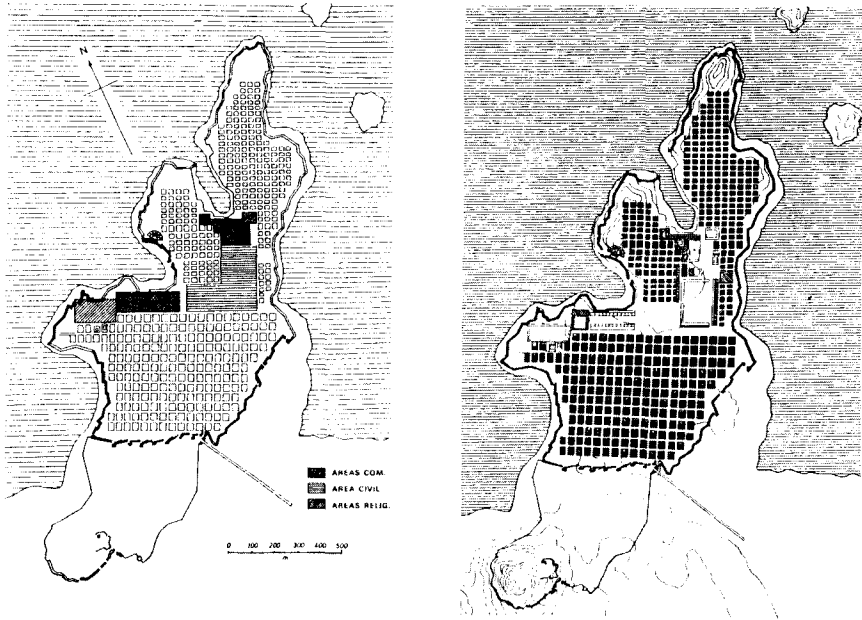 N
AREAS COM.
AREA CIVIL
AREAS RELIG.
0 100 200 300 400 500
m